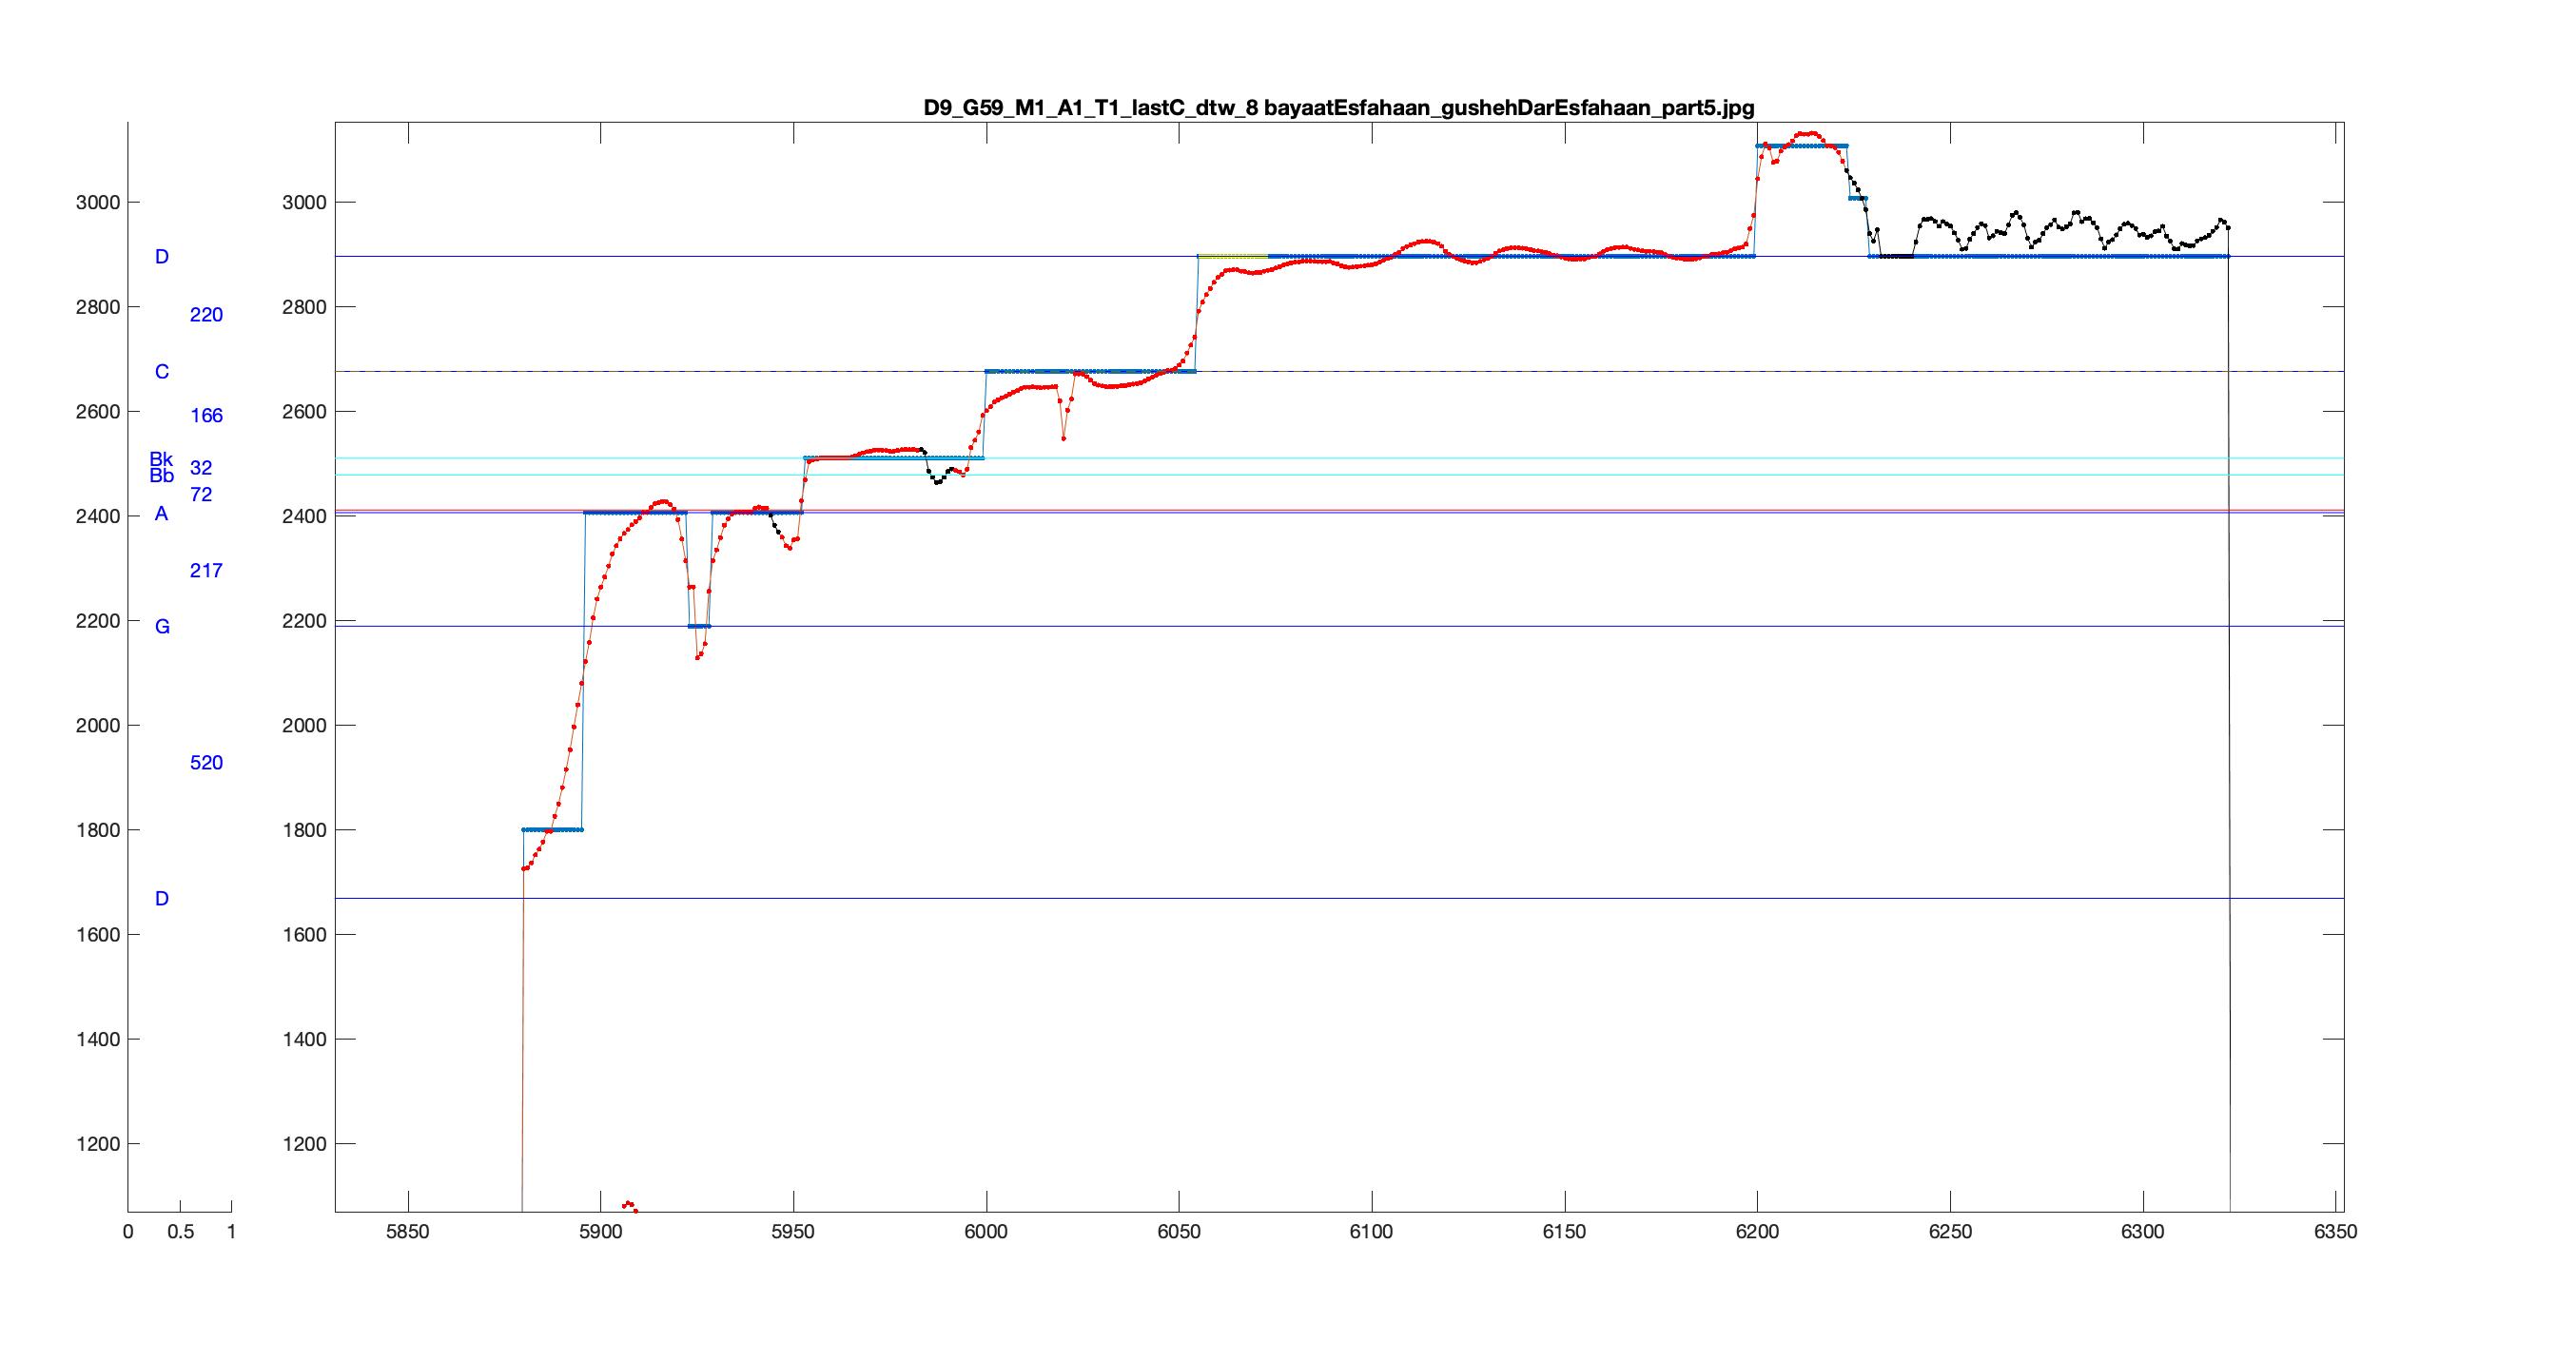 D9_G59_M1_A1_T1_lastC_dtw_8 bayaatEsfahaan_gushehDarEsfahaan_part5.jpg
3000 3000
D
2800 220 2800
C
2600 166 2600
Bk 32
Bb
72
2400 A 2400
217
2200 G 2200
2000 2000
520
1800 1800
D
1600 1600
1400 1400
1200 1200
0 0.5 1 5850 5900 5950 6000 6050 6100 6150 6200 6250 6300 6350